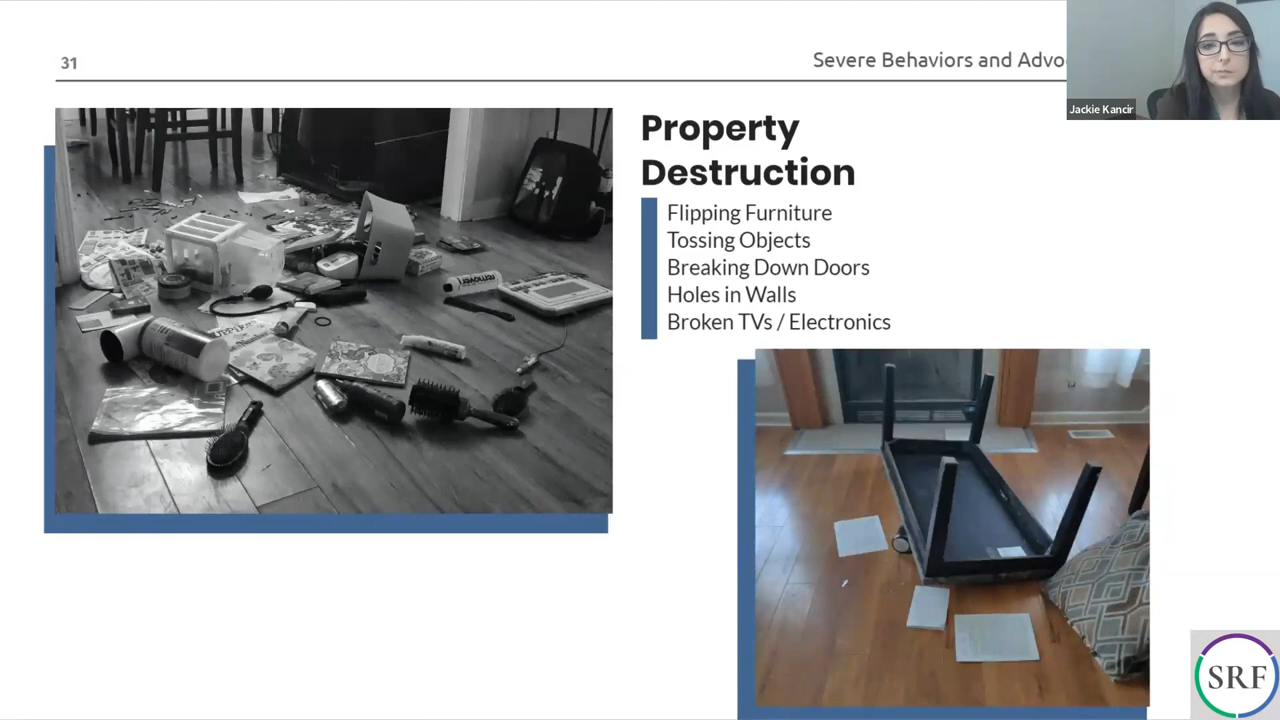 31
Severe Behaviors and Advo
Jackie Kancir
Property
Destruction
Flipping Furniture
Tossing Objects
Breaking Down Doors
Holes in Walls
Broken TVs / Electronics
SRF